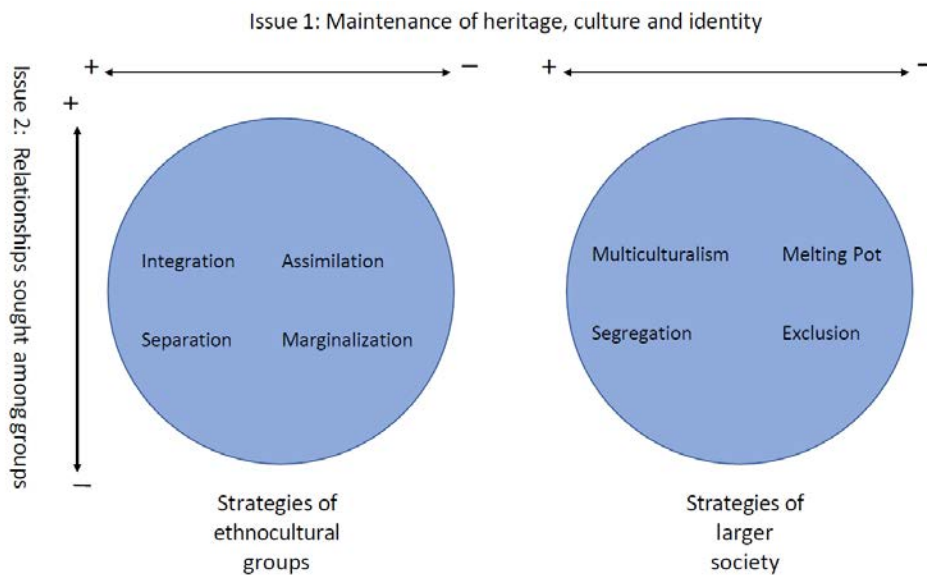 Issue 1: Maintenance of heritage, culture and identity
+ − + −
Issue 2: Relationships sought among groups
+
−
Integration Assimilation
Separation Marginalization
Multiculturalism Melting Pot
Segregation Exclusion
Strategies of
ethnocultural
groups
Strategies of
larger
society